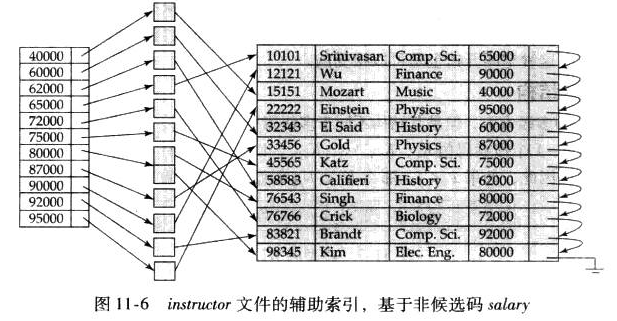 40000
60000
62000
65000
72000
75000
80000
87000
90000
92000
95000
10101 Srinivasan Comp. Sci. 65000
12121 Wu Finance 90000
15151 Mozart Music 40000
22222 Einstein Physics 95000
32343 El Said History 60000
33456 Gold Physics 87000
45565 Katz Comp. Sci. 75000
58583 Califieri History 62000
76543 Singh Finance 80000
76766 Crick Biology 72000
83821 Brandt Comp. Sci. 92000
98345 Kim Elec. Eng. 80000
图 11-6 instructor 文件的辅助索引，基于非候选码 salary